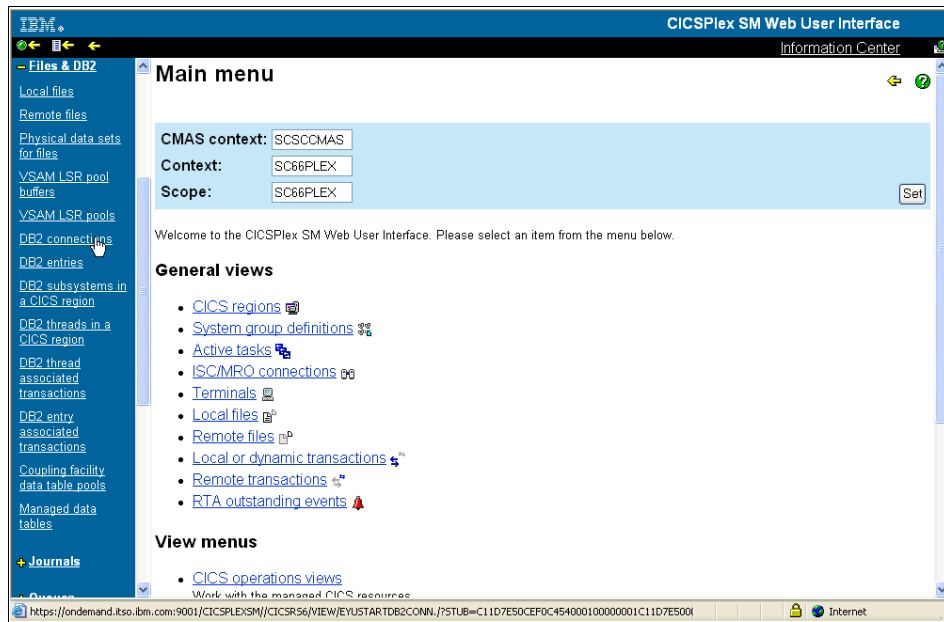 IBM.
CICSPlex SM Web User Interface
Information Center
Files & DB2
Local files
Remote files
Physical data sets
for files
VSAM LSR pool
buffers
VSAM LSR pools
DB2 connections
DB2 entries
DB2 subsystems in
a CICS region
DB2 threads in a
CICS region
DB2 thread
associated
transactions
DB2 entry
associated
transactions
Coupling facility
data table pools
Managed data
tables
Journals
Main menu
CMAS context: SCSCCMAS
Context: SC66PLEX
Scope: SC66PLEX
Set
Welcome to the CICSPlex SM Web User Interface. Please select an item from the menu below.
General views
CICS regions
System group definitions
Active tasks
ISC/MRO connections
Terminals
Local files
Remote files
Local or dynamic transactions
Remote transactions
RTA outstanding events
View menus
CICS operations views
Work with the managed CICS resources
https://ondemand.itso.ibm.com:9001/CICSPLEXSM//CICSRS6/VIEW/EYUSTARTDB2CONN./?STUB=C11D7E50CEF0C454000100000001C11D7E500
Internet